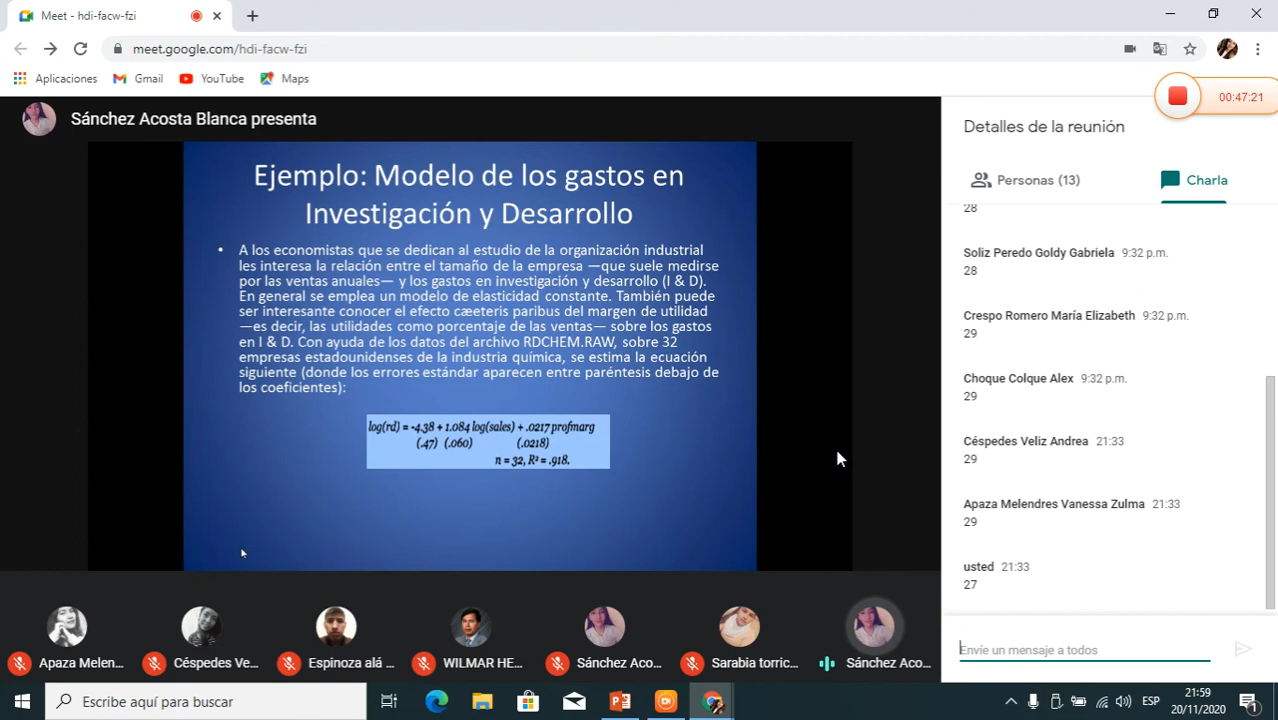 Meet - hdi-facw-fzi
meet.google.com/hdi-facw-fzi
Aplicaciones
Gmail
YouTube
Maps
00:47:21
Sánchez Acosta Blanca presenta
Ejemplo: Modelo de los gastos en
Investigación y Desarrollo
• A los economistas que se dedican al estudio de la organización industrial
les interesa la relación entre el tamaño de la empresa —que suele medirse
por las ventas anuales— y los gastos en investigación y desarrollo (I & D).
En general se emplea un modelo de elasticidad constante. También puede
ser interesante conocer el efecto cæeteris paribus del margen de utilidad
—es decir, las utilidades como porcentaje de las ventas— sobre los gastos
en I & D. Con ayuda de los datos del archivo RDCHEM.RAW, sobre 32
empresas estadounidenses de la industria química, se estima la ecuación
siguiente (donde los errores estándar aparecen entre paréntesis debajo de
los coeficientes):
log(rd) = -4.38 + 1.084 log(sales) + .0217 profmarg
(.47) (.060) (.0218)
n = 32, R² = .918.
Detalles de la reunión
Personas (13)
Charla
28
Soliz Peredo Goldy Gabriela 9:32 p.m.
28
Crespo Romero María Elizabeth 9:32 p.m.
29
Choque Colque Alex 9:32 p.m.
29
Céspedes Veliz Andrea 21:33
29
Apaza Melendres Vanessa Zulma 21:33
29
usted 21:33
27
Envíe un mensaje a todos
Apaza Melen...
Céspedes Ve...
Espinoza alá ...
WILMAR HE...
Sánchez Aco...
Sarabia torric...
Sánchez Aco...
Escribe aquí para buscar
ESP
21:59
20/11/2020
1